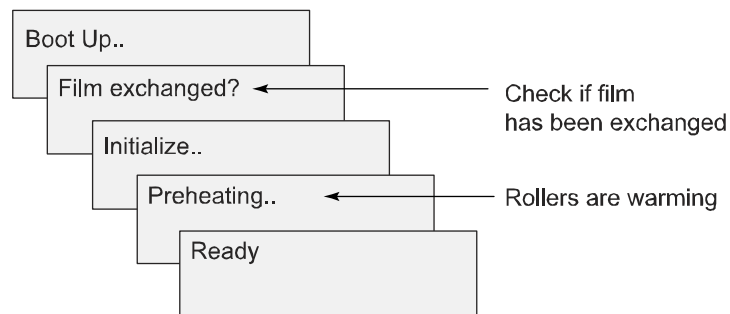 Boot Up..
Film exchanged?
Check if film
has been exchanged
Initialize..
Preheating..
Rollers are warming
Ready